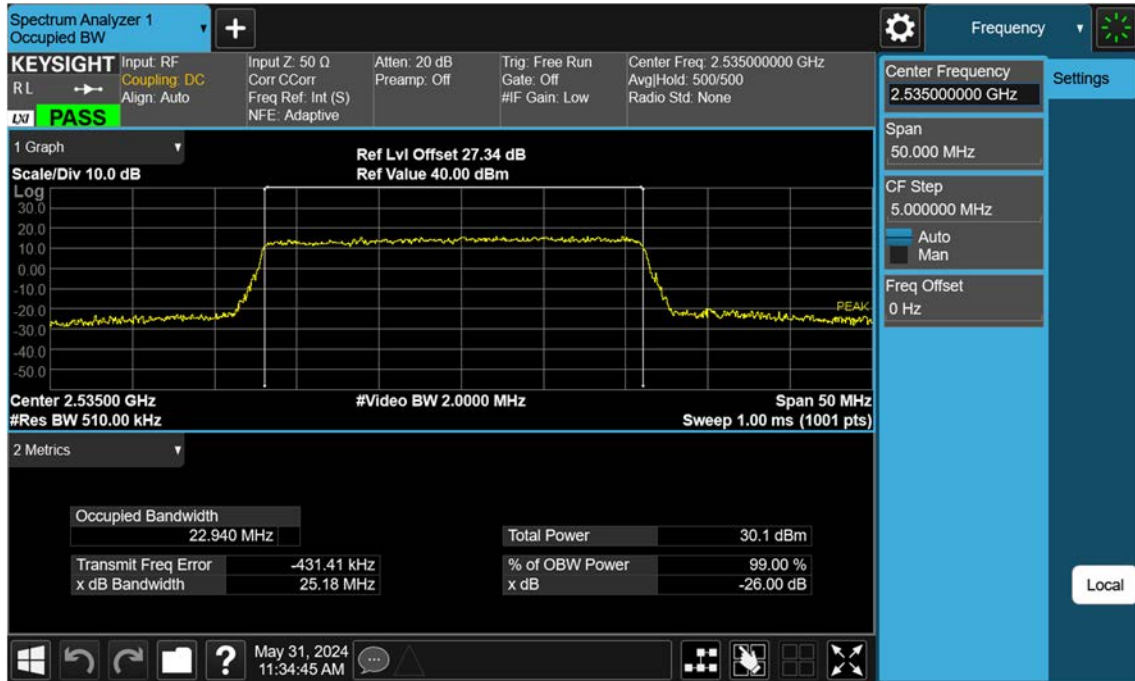 Spectrum Analyzer 1
Occupied BW
Frequency
KEYSIGHT
R L
LXI PASS
Input: RF
Coupling: DC
Align: Auto
Input Z: 50 Ω
Corr CCorr
Freq Ref: Int (S)
NFE: Adaptive
Atten: 20 dB
Preamp: Off
Trig: Free Run
Gate: Off
#IF Gain: Low
Center Freq: 2.535000000 GHz
Avg|Hold: 500/500
Radio Std: None
Center Frequency
2.535000000 GHz
Settings
Span
50.000 MHz
CF Step
5.000000 MHz
Auto
Man
Freq Offset
0 Hz
Local
1 Graph
Scale/Div 10.0 dB
Ref Lvl Offset 27.34 dB
Ref Value 40.00 dBm
Log
30.0
20.0
10.0
0.00
-10.0
-20.0
-30.0
-40.0
-50.0
PEAK
Center 2.53500 GHz
#Video BW 2.0000 MHz
Span 50 MHz
#Res BW 510.00 kHz
Sweep 1.00 ms (1001 pts)
2 Metrics
Occupied Bandwidth
22.940 MHz
Total Power 30.1 dBm
Transmit Freq Error -431.41 kHz
% of OBW Power 99.00 %
x dB Bandwidth 25.18 MHz
x dB -26.00 dB
?
May 31, 2024
11:34:45 AM